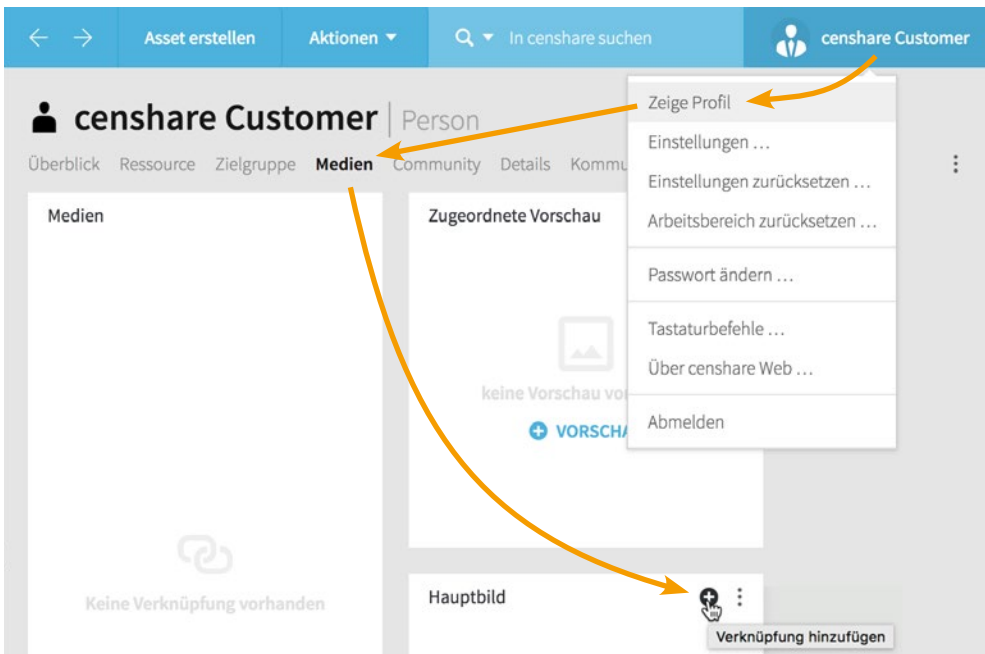 Asset erstellen Aktionen In censhare suchen censhare Customer
censhare Customer Person
Überblick Ressource Zielgruppe Medien Community Details Kommu
Zeige Profil
Einstellungen …
Einstellungen zurücksetzen …
Arbeitsbereich zurücksetzen …
Passwort ändern …
Tastaturbefehle …
Über censhare Web …
Abmelden
Medien
Keine Verknüpfung vorhanden
Zugeordnete Vorschau
keine Vorschau vo
VORSCHA
Hauptbild
Verknüpfung hinzufügen